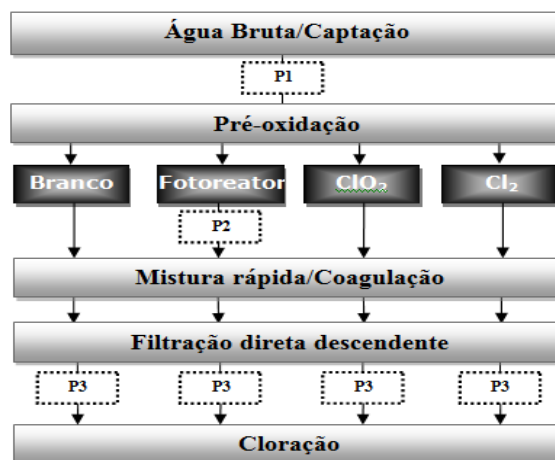 Água Bruta/Captação
P1
Pré-oxidação
Branco Fotoreator ClO₂ Cl₂
P2
Mistura rápida/Coagulação
Filtração direta descendente
P3 P3 P3 P3
Cloração